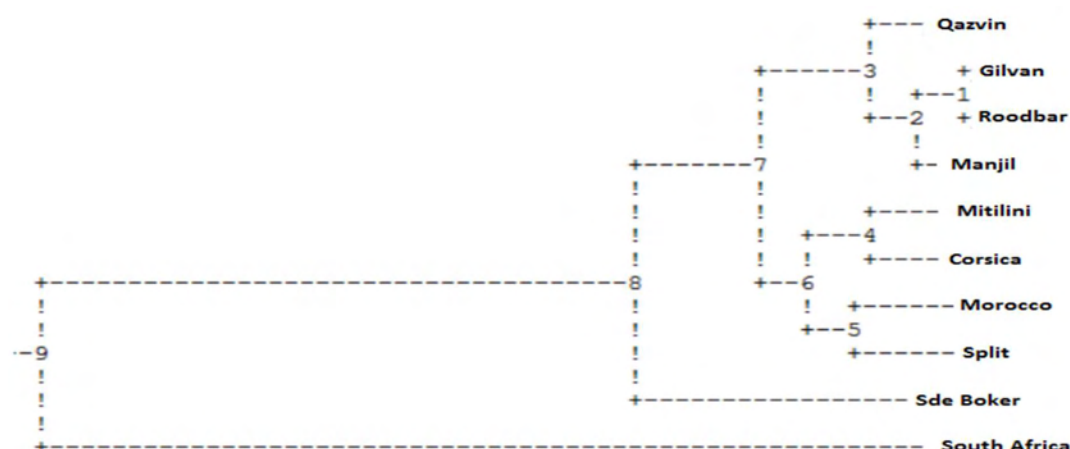 +--- Qazvin
!
+------3 + Gilvan
! ! +--1
! +--2 + Roodbar
! !
+-------7 +- Manjil
! !
! ! +---- Mitilini
! ! +---4
! ! ! +---- Corsica
+-------------------------------------8 +--6
! ! ! +------ Morocco
! ! +--5
--9 ! +------ Split
! !
! +----------------- Sde Boker
!
+------------------------------------------------------- South Africa